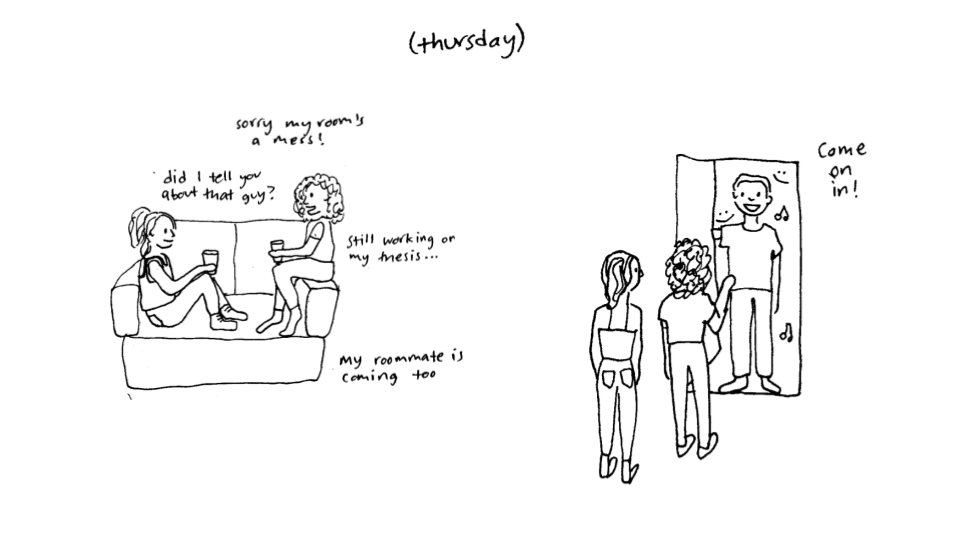 (thursday)
sorry my room's
a mess!
did I tell you
about that guy?
still working on
my thesis...
my roommate is
coming too
Come
on
in!